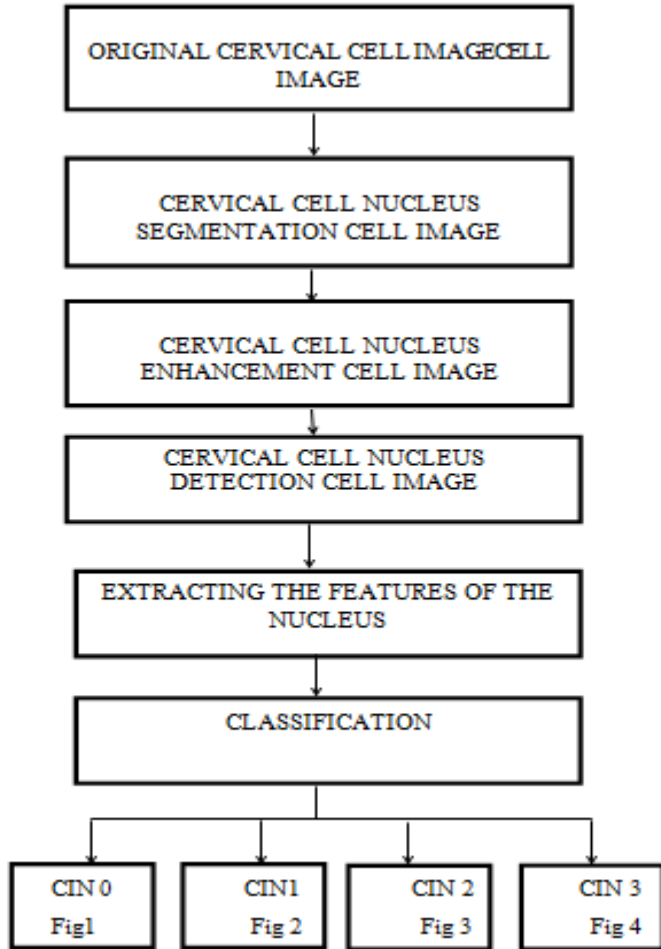 ORIGINAL CERVICAL CELL IMAGECELL
IMAGE
CERVICAL CELL NUCLEUS
SEGMENTATION CELL IMAGE
CERVICAL CELL NUCLEUS
ENHANCEMENT CELL IMAGE
CERVICAL CELL NUCLEUS
DETECTION CELL IMAGE
EXTRACTING THE FEATURES OF THE
NUCLEUS
CLASSIFICATION
CIN 0
Fig1
CIN1
Fig 2
CIN 2
Fig 3
CIN 3
Fig 4